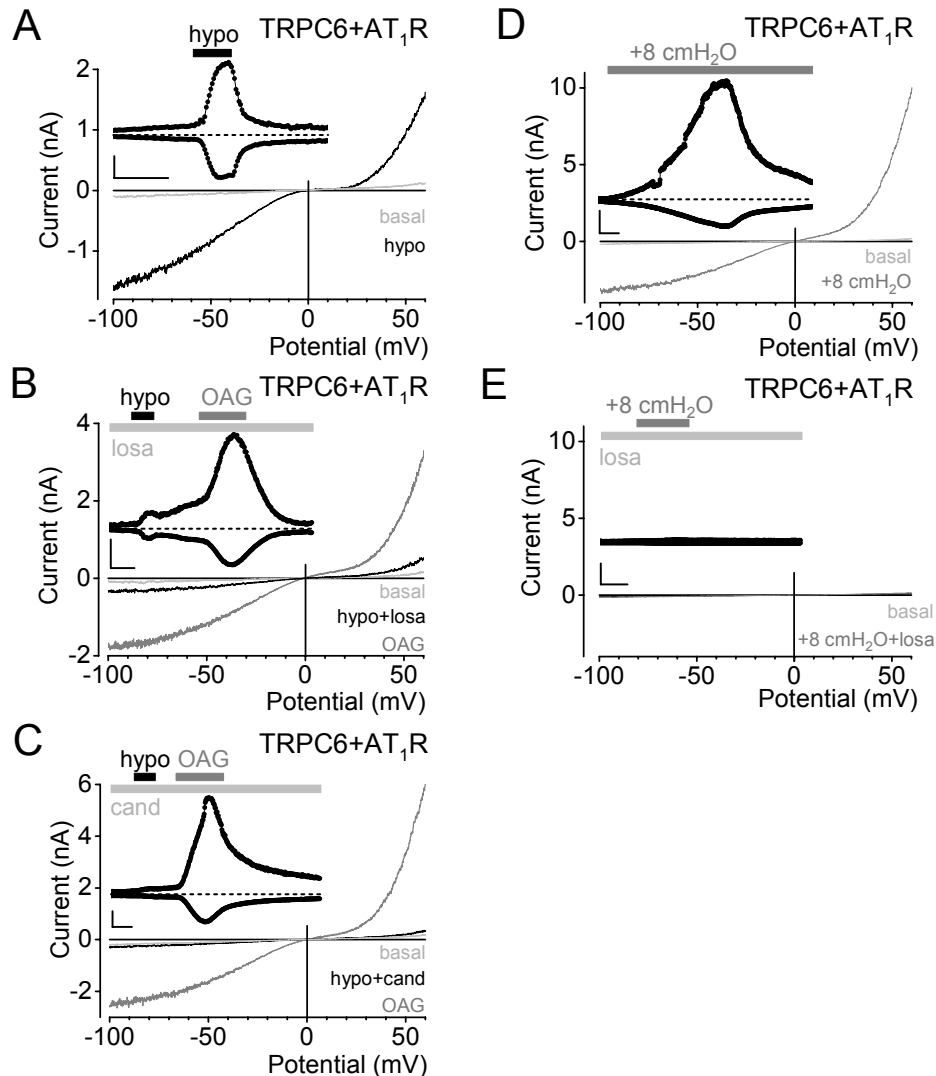 A
TRPC6+AT₁R
hypo
2
1
0
-1
Current (nA)
basal
hypo
-100
-50
0
50
Potential (mV)
B
TRPC6+AT₁R
hypo
OAG
losa
4
2
0
-2
Current (nA)
basal
hypo+losa
OAG
-100
-50
0
50
Potential (mV)
C
TRPC6+AT₁R
hypo
OAG
cand
6
4
2
0
-2
Current (nA)
basal
hypo+cand
OAG
-100
-50
0
50
Potential (mV)
D
TRPC6+AT₁R
+8 cmH₂O
10
5
0
Current (nA)
basal
+8 cmH₂O
-100
-50
0
50
Potential (mV)
E
TRPC6+AT₁R
+8 cmH₂O
losa
10
5
0
Current (nA)
basal
+8 cmH₂O+losa
-100
-50
0
50
Potential (mV)